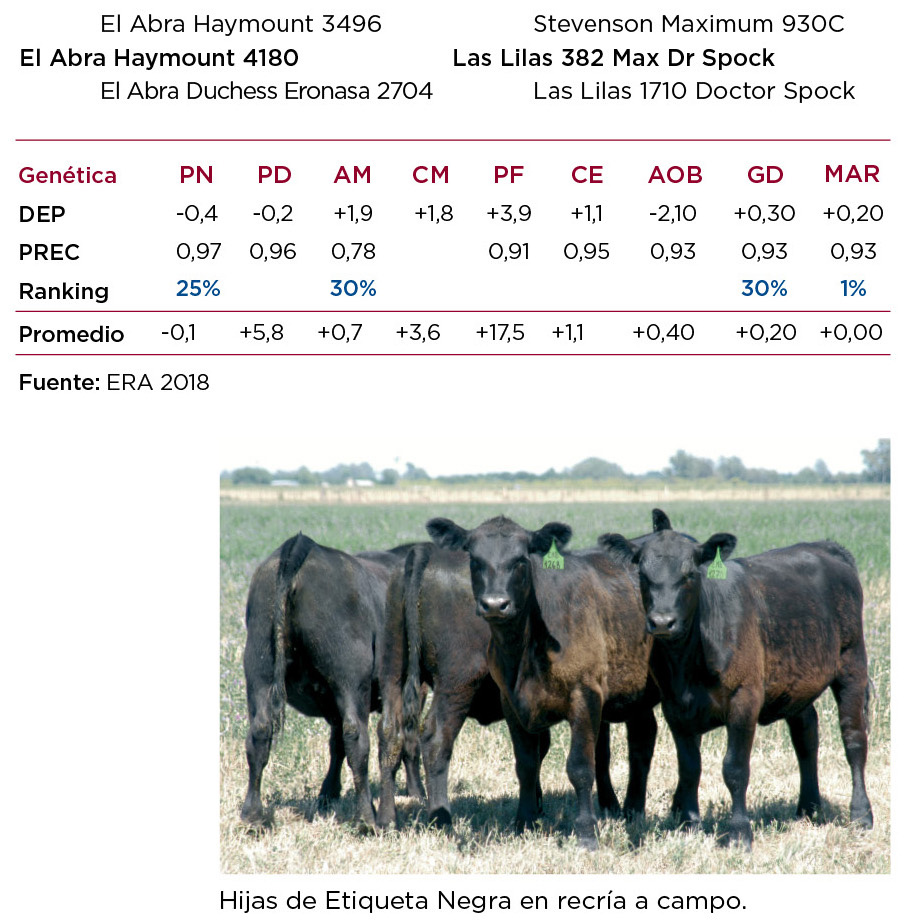 El Abra Haymount 3496 Stevenson Maximum 930C
El Abra Haymount 4180 Las Lilas 382 Max Dr Spock
El Abra Duchess Eronasa 2704 Las Lilas 1710 Doctor Spock
Genética PN PD AM CM PF CE AOB GD MAR
DEP -0,4 -0,2 +1,9 +1,8 +3,9 +1,1 -2,10 +0,30 +0,20
PREC 0,97 0,96 0,78 0,91 0,95 0,93 0,93 0,93
Ranking 25% 30% 30% 1%
Promedio -0,1 +5,8 +0,7 +3,6 +17,5 +1,1 +0,40 +0,20 +0,00
Fuente: ERA 2018
Hijas de Etiqueta Negra en recría a campo.